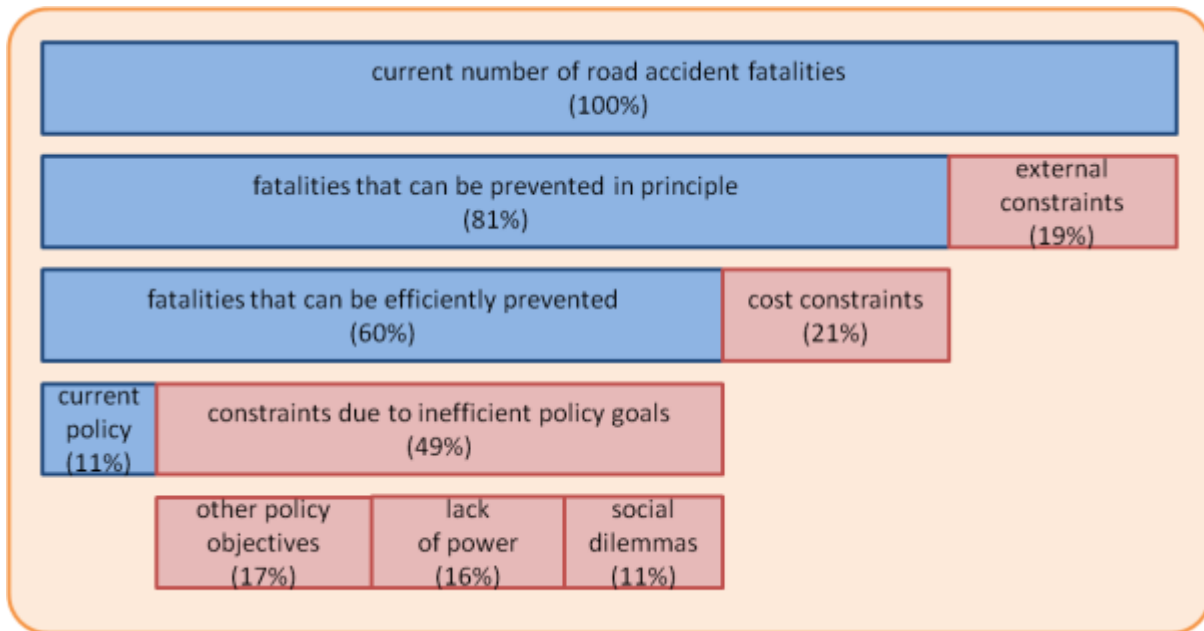 current number of road accident fatalities
(100%)
fatalities that can be prevented in principle
(81%)
external
constraints
(19%)
fatalities that can be efficiently prevented
(60%)
cost constraints
(21%)
current
policy
(11%)
constraints due to inefficient policy goals
(49%)
other policy
objectives
(17%)
lack
of power
(16%)
social
dilemmas
(11%)